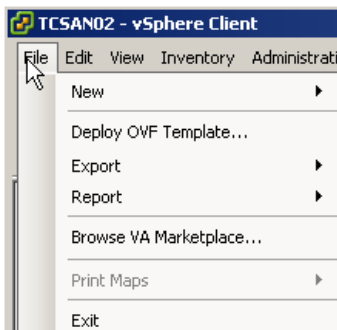 TCSAN02 - vSphere Client
File Edit View Inventory Administrati
New
Deploy OVF Template...
Export
Report
Browse VA Marketplace...
Print Maps
Exit